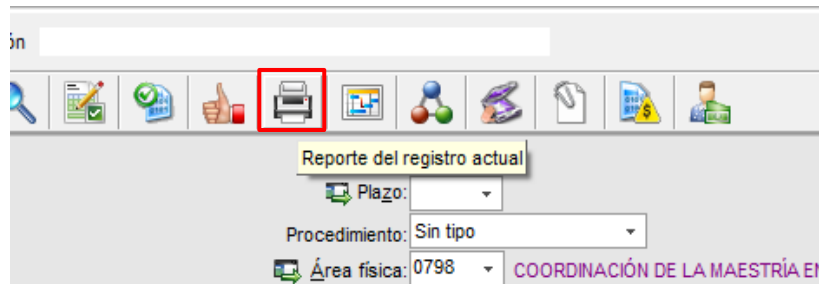 ón
Reporte del registro actual
Plazo:
Procedimiento: Sin tipo
Área física: 0798 COORDINACIÓN DE LA MAESTRÍA EN